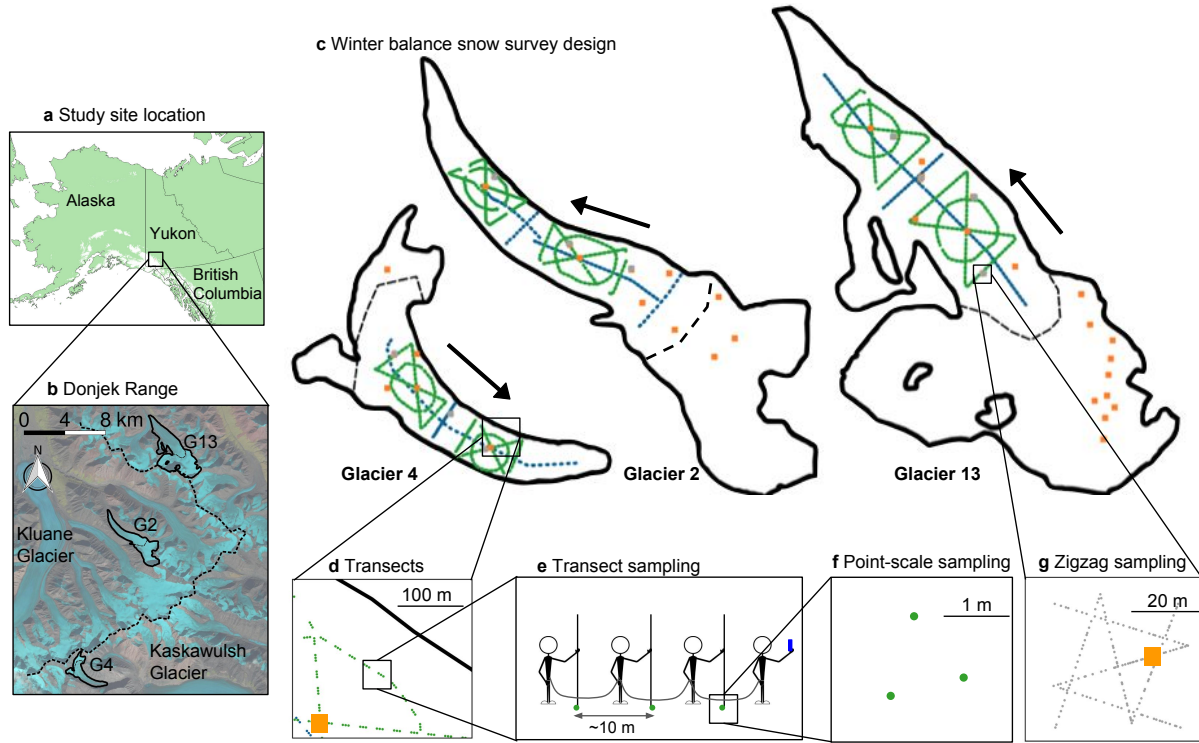 c Winter balance snow survey design
a Study site location
Alaska
Yukon
British
Columbia
b Donjek Range
0 4 8 km
N
G13
G2
Kluane
Glacier
Kaskawulsh
Glacier
G4
Glacier 4
Glacier 2
Glacier 13
d Transects
100 m
e Transect sampling
~10 m
f Point-scale sampling
1 m
g Zigzag sampling
20 m